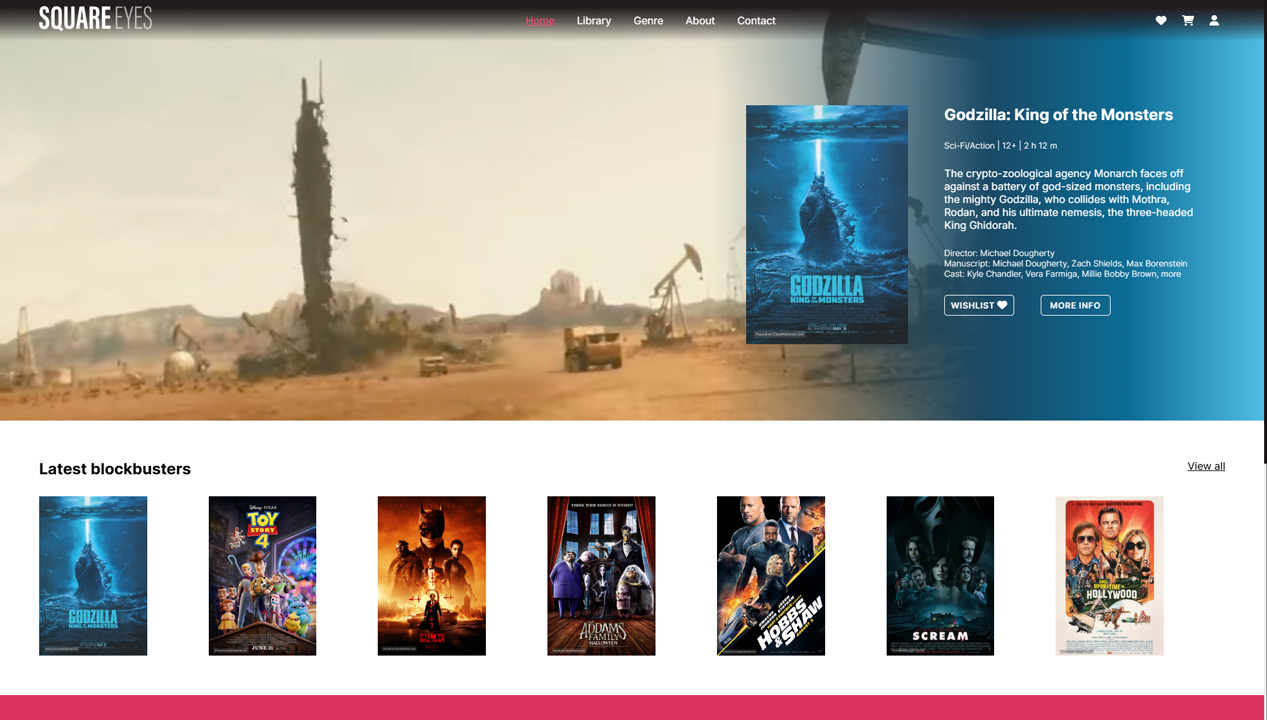 SQUARE EYES
Home Library Genre About Contact
Godzilla: King of the Monsters
Sci-Fi/Action | 12+ | 2 h 12 m
The crypto-zoological agency Monarch faces off
against a battery of god-sized monsters, including
the mighty Godzilla, who collides with Mothra,
Rodan, and his ultimate nemesis, the three-headed
King Ghidorah.
Director: Michael Dougherty
Manuscript: Michael Dougherty, Zach Shields, Max Borenstein
Cast: Kyle Chandler, Vera Farmiga, Millie Bobby Brown, more
WISHLIST
MORE INFO
GODZILLA
KING OF THE MONSTERS
Latest blockbusters
View all
GODZILLA
KING OF THE MONSTERS
Disney PIXAR
TOY
STORY
4
JUNE 21
THINK YOUR FAMILY IS WEIRD?
THE
ADDAMS
FAMILY
HALLOWEEN
HOBBS
& SHAW
SCREAM
UPON A TIME IN
HOLLYWOOD